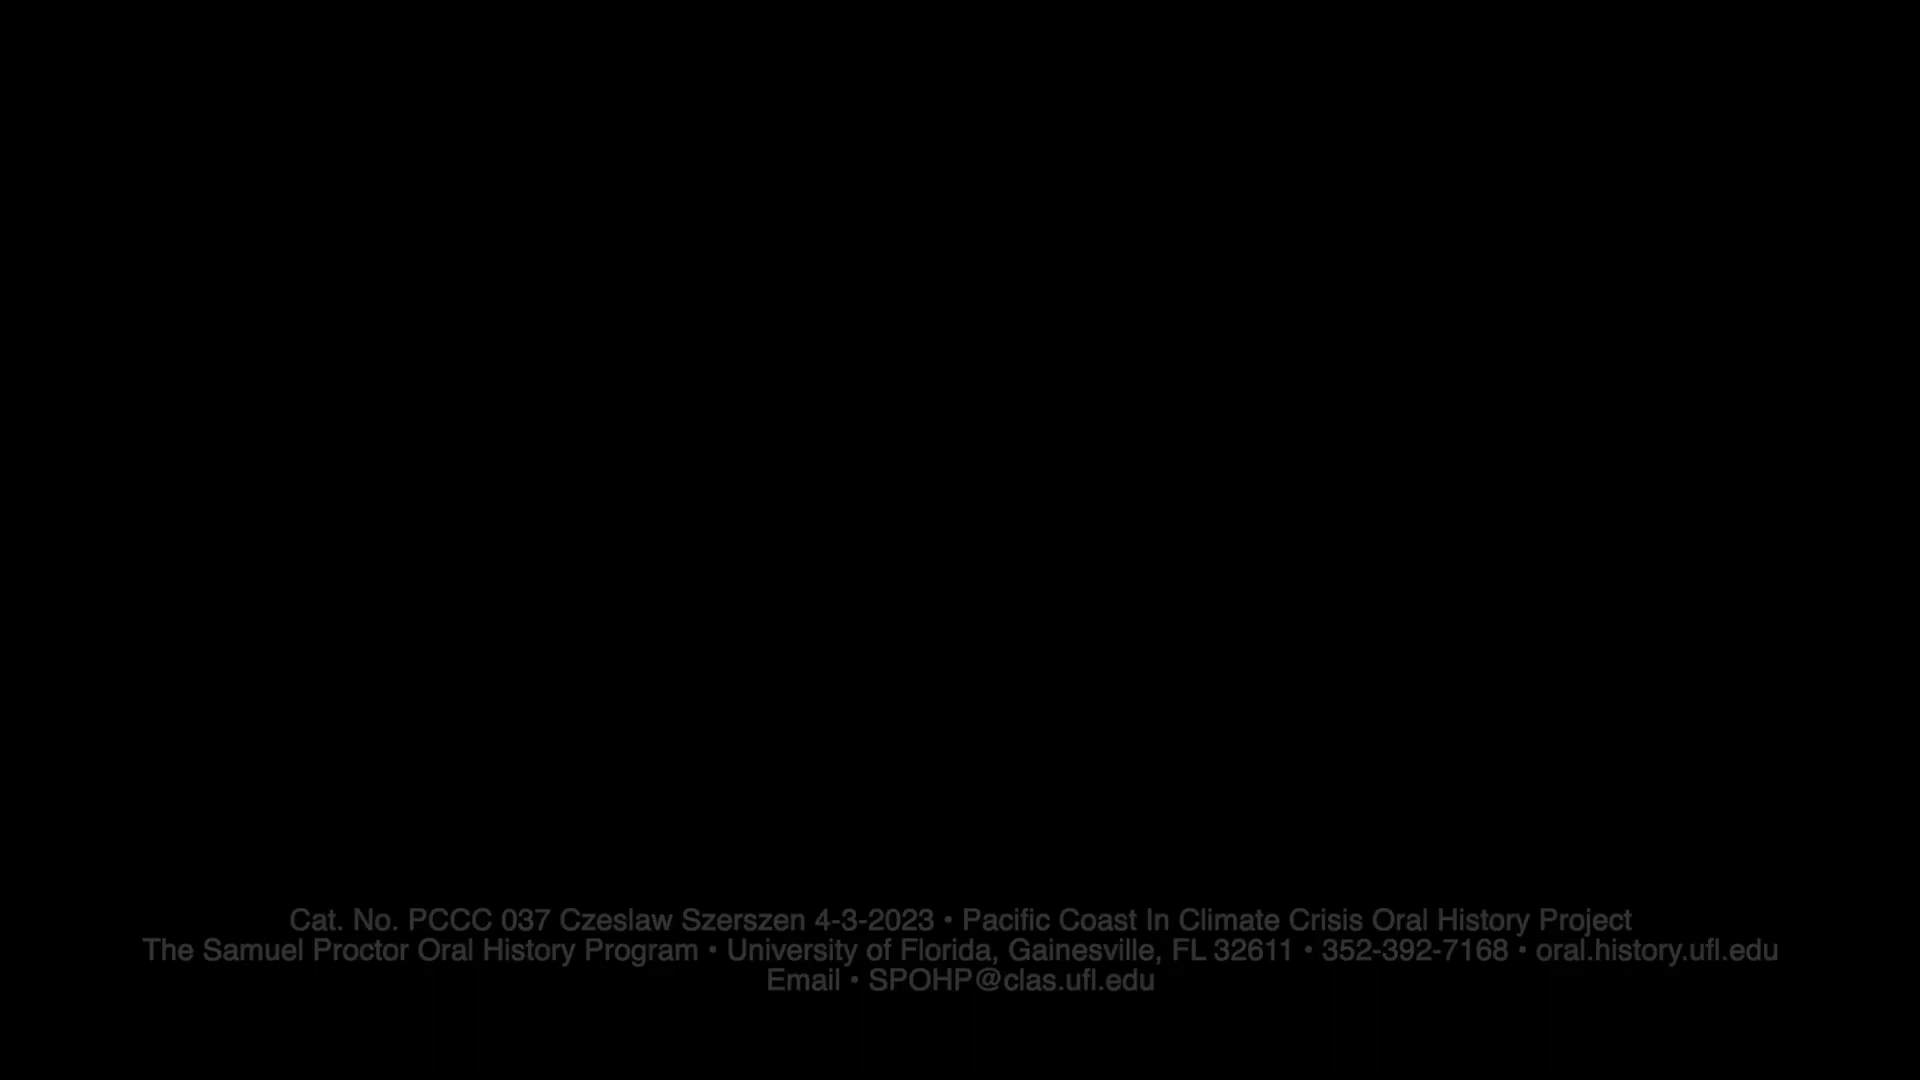 Cat. No. PCCC 037 Czeslaw Szerszen 4-3-2023 • Pacific Coast In Climate Crisis Oral History Project
The Samuel Proctor Oral History Program • University of Florida, Gainesville, FL 32611 • 352-392-7168 • oral.history.ufl.edu
Email • SPOHP@clas.ufl.edu